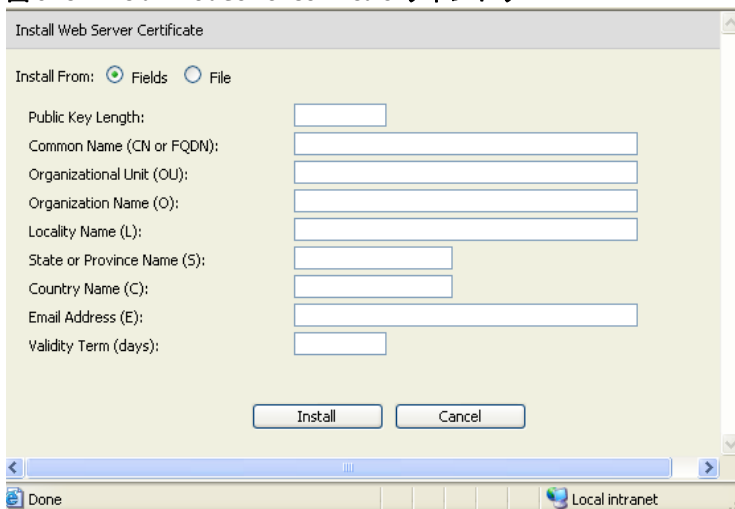 Install Web Server Certificate
Install From: Fields File
Public Key Length:
Common Name (CN or FQDN):
Organizational Unit (OU):
Organization Name (O):
Locality Name (L):
State or Province Name (S):
Country Name (C):
Email Address (E):
Validity Term (days):
Install Cancel
Done Local intranet